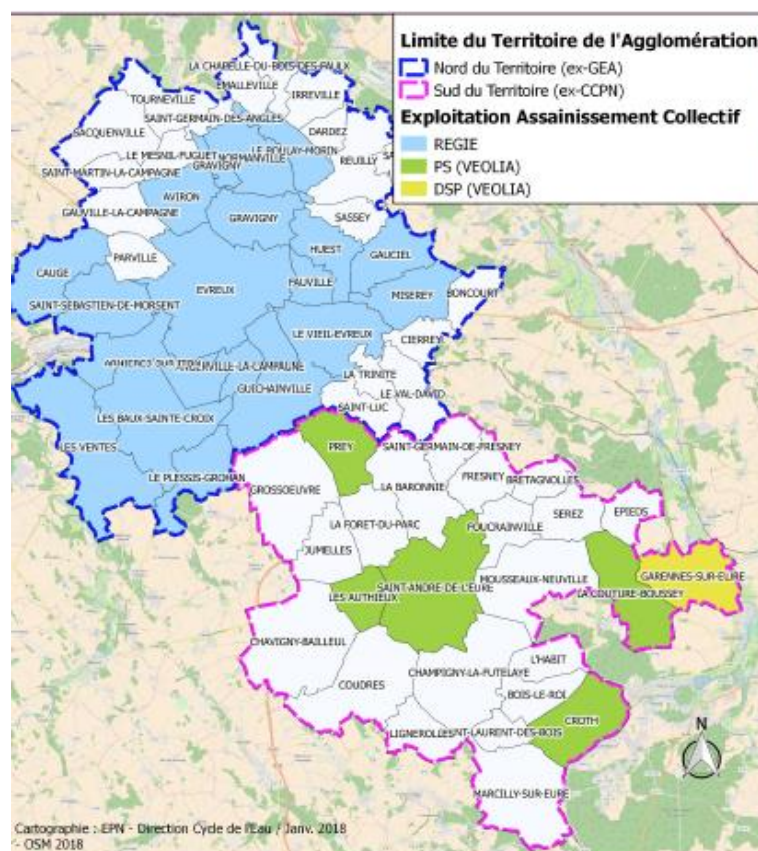 Limite du Territoire de l'Agglomération
Nord du Territoire (ex-GEA)
Sud du Territoire (ex-CCPN)
Exploitation Assainissement Collectif
REGIE
PS (VEOLIA)
DSP (VEOLIA)
LA CHAPELLE-DU-BOIS-DES-FAULX
EMALLEVILLE
IRREVILLE
TOURNEVILLE
SAINT-GERMAIN-DES-ANGLES
SACQUENVILLE
DARDEZ
LE MESNIL-FUGUET
NORMANVILLE
LE BOULAY-MORIN
REUILLY
GRAVIGNY
SAINT-MARTIN-LA-CAMPAGNE
AVIRON
GAUVILLE-LA-CAMPAGNE
GRAVIGNY
SASSEY
PARVILLE
HUEST
GAUCIEL
CAUGE
EVREUX
FAUVILLE
MISEREY
BONCOURT
SAINT-SEBASTIEN-DE-MORSENT
LE VIEIL-EVREUX
CIERREY
LA TRINITE
GUICHAINVILLE
LE VAL-DAVID
SAINT-LUC
LES BAUX-SAINTE-CROIX
LES VENTES
PREY
SAINT-GERMAIN-DE-FRESNEY
LE PLESSIS-GROHAN
FRESNEY
BRETAGNOLLES
GROSSOEUVRE
LA BARONNIE
SEREZ
EPIEDS
LA FORET-DU-PARC
FOUCRAINVILLE
JUMELLES
MOUSSEAUX-NEUVILLE
GARENNES-SUR-EURE
SAINT-ANDRE-DE-L'EURE
LES AUTHIEUX
LA COUTURE-BOUSSEY
CHAVIGNY-BAILLEUL
L'HABIT
CHAMPIGNY-LA-FUTELAYE
COUDRES
BOIS-LE-ROI
CROTH
LIGNEROLLES
NT-LAURENT-DES-BOIS
N
MARCILLY-SUR-EURE
Cartographie : EPN - Direction Cycle de l'Eau / Janv. 2018
- OSM 2018